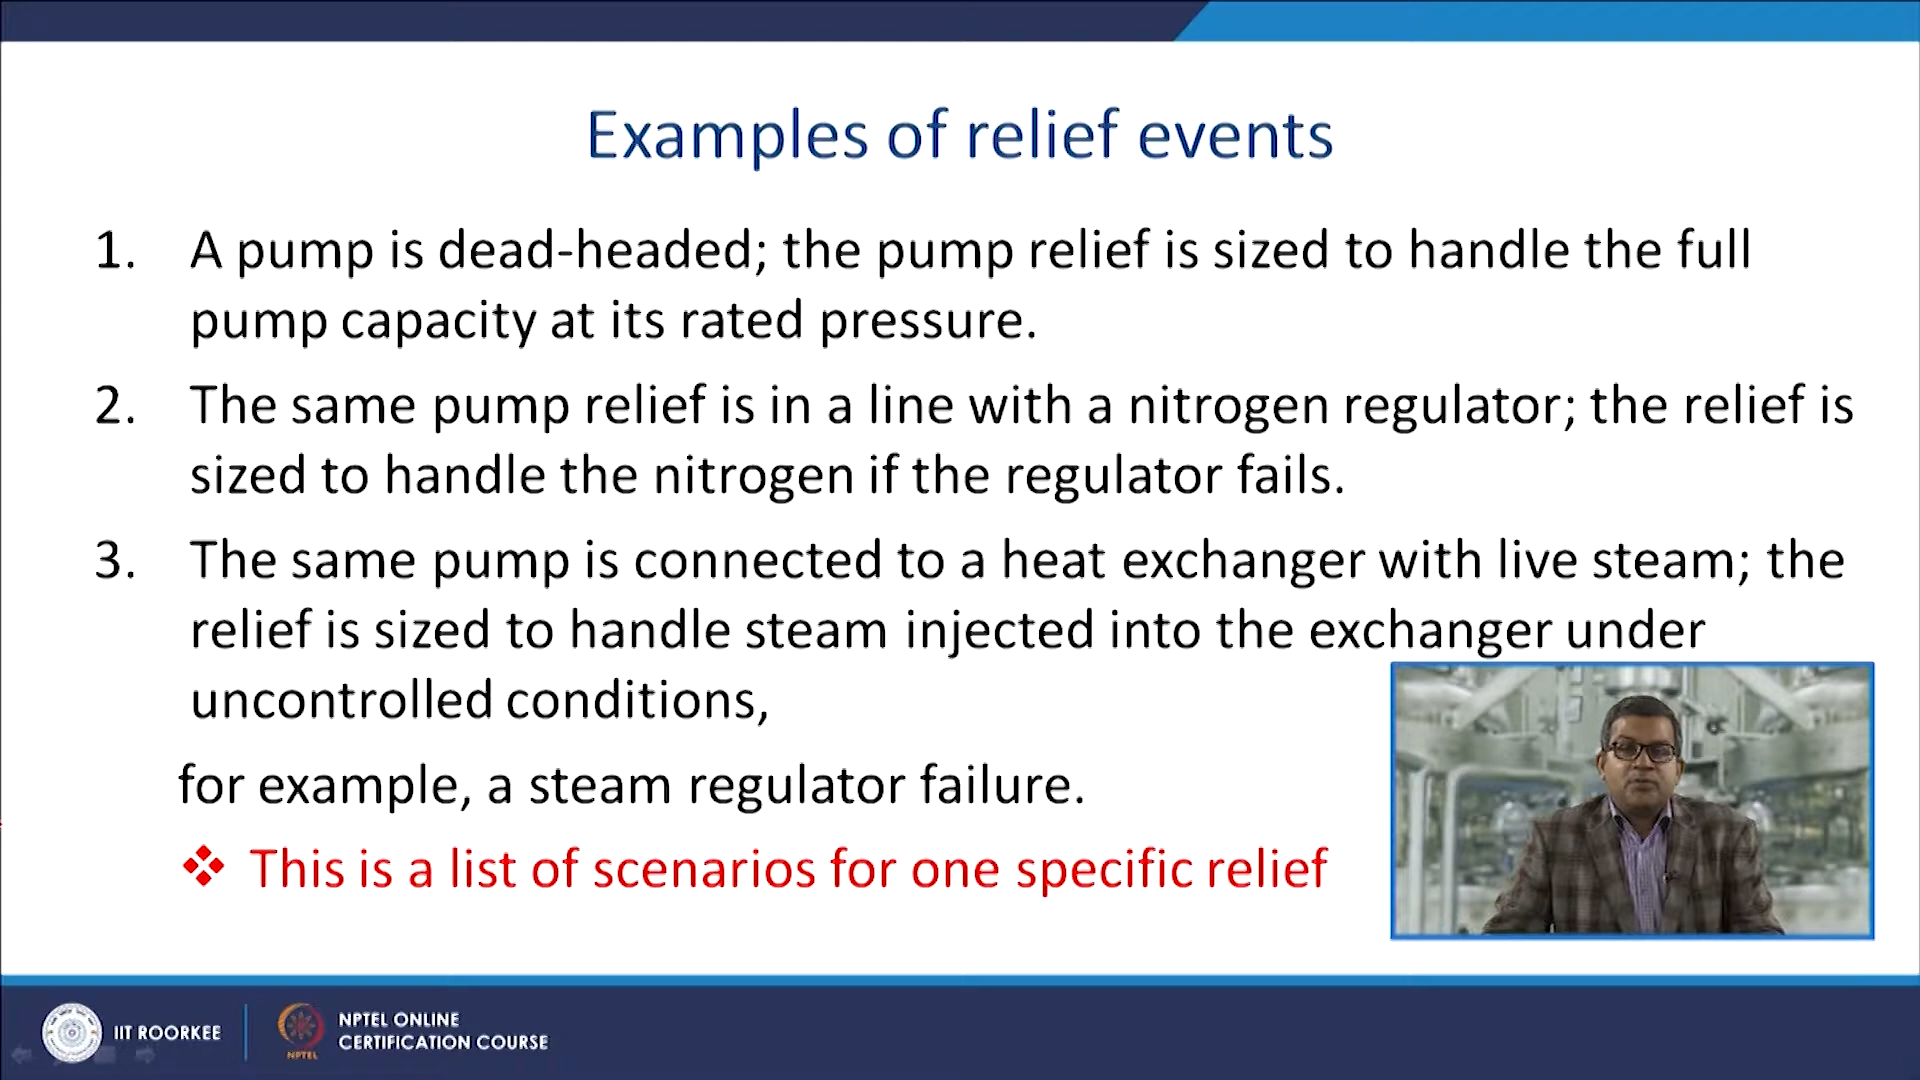 Examples of relief events
1. A pump is dead-headed; the pump relief is sized to handle the full
pump capacity at its rated pressure.
2. The same pump relief is in a line with a nitrogen regulator; the relief is
sized to handle the nitrogen if the regulator fails.
3. The same pump is connected to a heat exchanger with live steam; the
relief is sized to handle steam injected into the exchanger under
uncontrolled conditions,
for example, a steam regulator failure.
❖ This is a list of scenarios for one specific relief
IIT ROORKEE
NPTEL
NPTEL ONLINE
CERTIFICATION COURSE